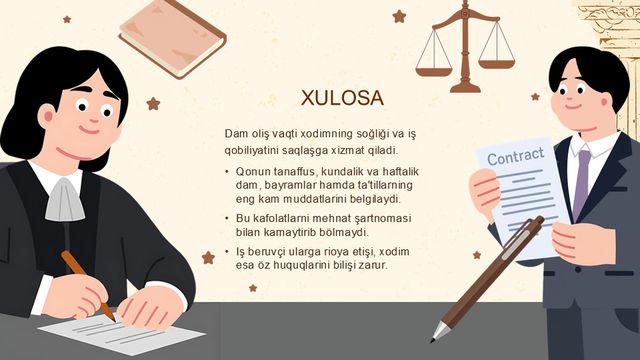 XULOSA
Dam oliş vaqti xodimning soğliği va iş
qobiliyatini saqlaşga xizmat qiladi.
• Qonun tanaffus, kundalik va haftalik
dam, bayramlar hamda ta'tillarning
eng kam muddatlarini belgilaydi.
• Bu kafolatlarni mehnat şartnomasi
bilan kamaytirib bölmaydi.
• Iş beruvçi ularga rioya etişi, xodim
esa öz huquqlarini bilişi zarur.
Contract